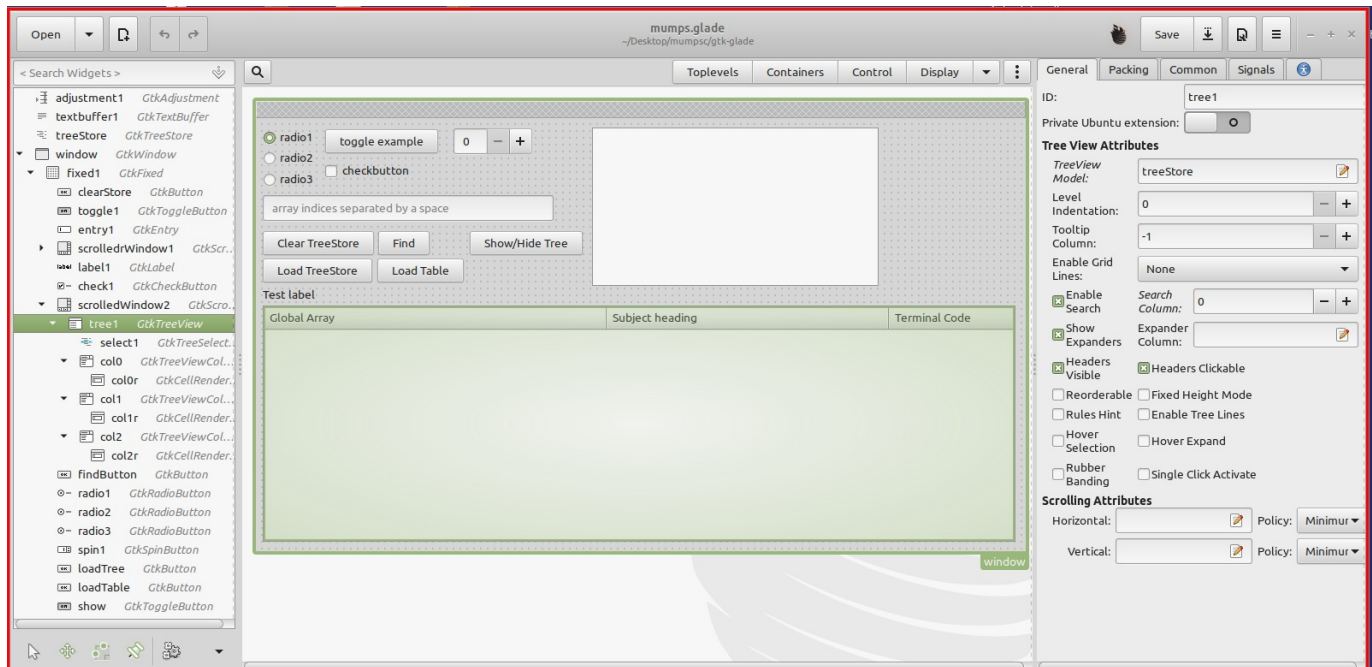 mumps.glade
~/Desktop/mumpsc/gtk-glade
Open
Save
< Search Widgets >
adjustment1 GtkAdjustment
textbuffer1 GtkTextBuffer
treeStore GtkTreeStore
window GtkWindow
fixed1 GtkFixed
clearStore GtkButton
toggle1 GtkToggleButton
entry1 GtkEntry
scrolledrWindow1 GtkScr..
label1 GtkLabel
check1 GtkCheckButton
scrolledWindow2 GtkScro..
tree1 GtkTreeView
select1 GtkTreeSelect..
col0 GtkTreeViewCol...
col0r GtkCellRender..
col1 GtkTreeViewCol...
col1r GtkCellRender..
col2 GtkTreeViewCol...
col2r GtkCellRender..
findButton GtkButton
radio1 GtkRadioButton
radio2 GtkRadioButton
radio3 GtkRadioButton
spin1 GtkSpinButton
loadTree GtkButton
loadTable GtkButton
show GtkToggleButton
Toplevels Containers Control Display
radio1 toggle example 0 − +
radio2
checkbutton
radio3
array indices separated by a space
Clear TreeStore Find Show/Hide Tree
Load TreeStore Load Table
Test label
Global Array Subject heading Terminal Code
window
General Packing Common Signals
ID: tree1
Private Ubuntu extension:
Tree View Attributes
TreeView Model: treeStore
Level Indentation: 0 − +
Tooltip Column: -1 − +
Enable Grid Lines: None
Enable Search Search Column: 0 − +
Show Expanders Expander Column:
Headers Visible Headers Clickable
Reorderable Fixed Height Mode
Rules Hint Enable Tree Lines
Hover Selection Hover Expand
Rubber Banding Single Click Activate
Scrolling Attributes
Horizontal: Policy: Minimur
Vertical: Policy: Minimur